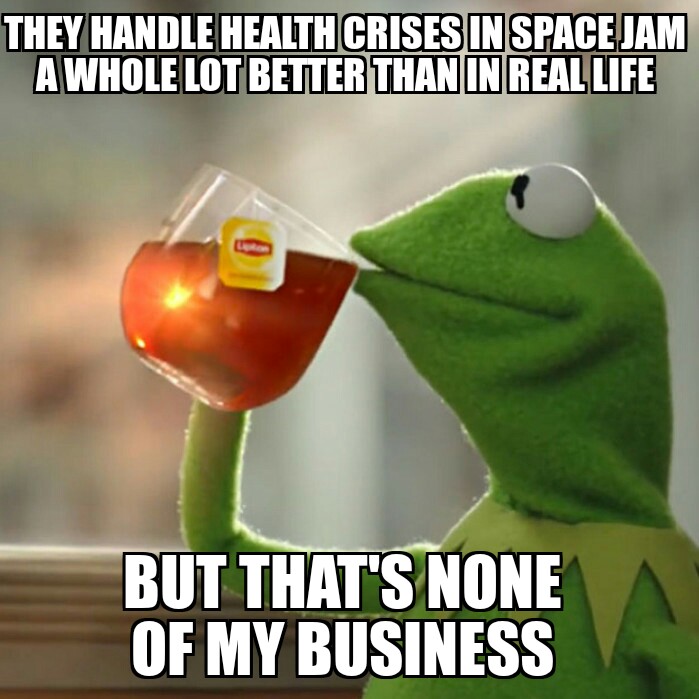 THEY HANDLE HEALTH CRISES IN SPACE JAM
A WHOLE LOT BETTER THAN IN REAL LIFE
Lipton
BUT THAT'S NONE
OF MY BUSINESS